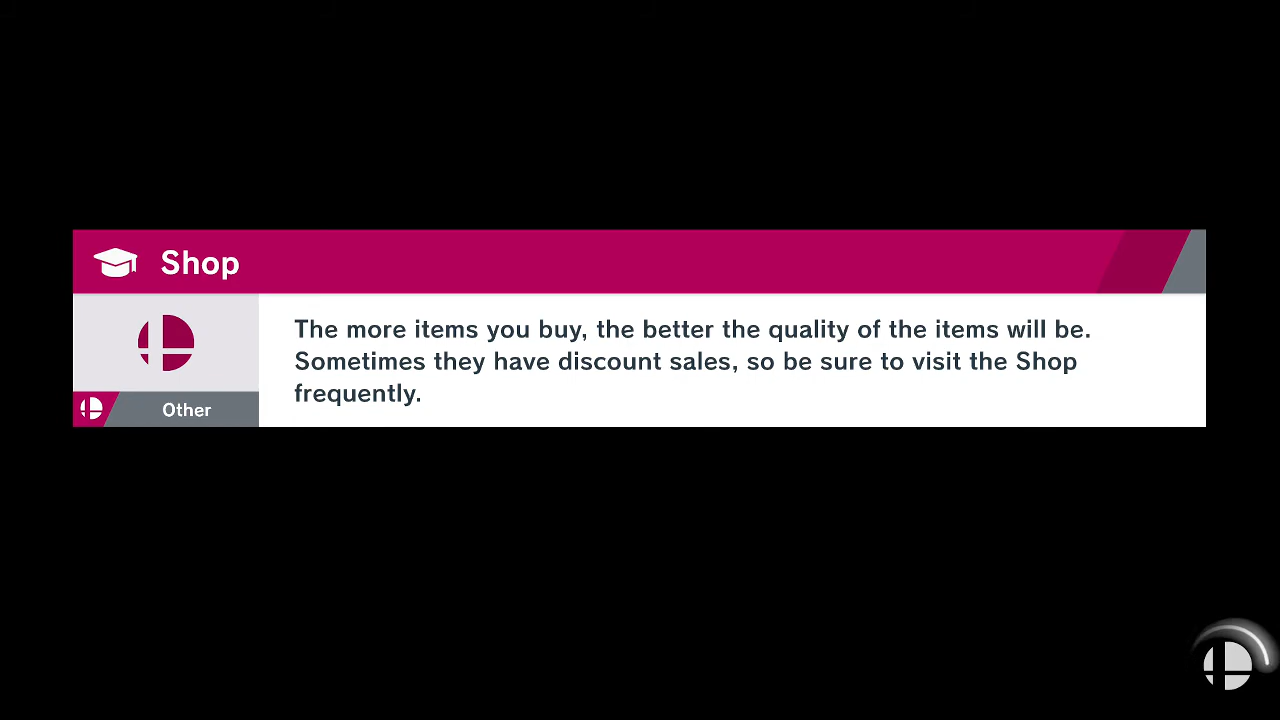 Shop
The more items you buy, the better the quality of the items will be.
Sometimes they have discount sales, so be sure to visit the Shop
frequently.
Other